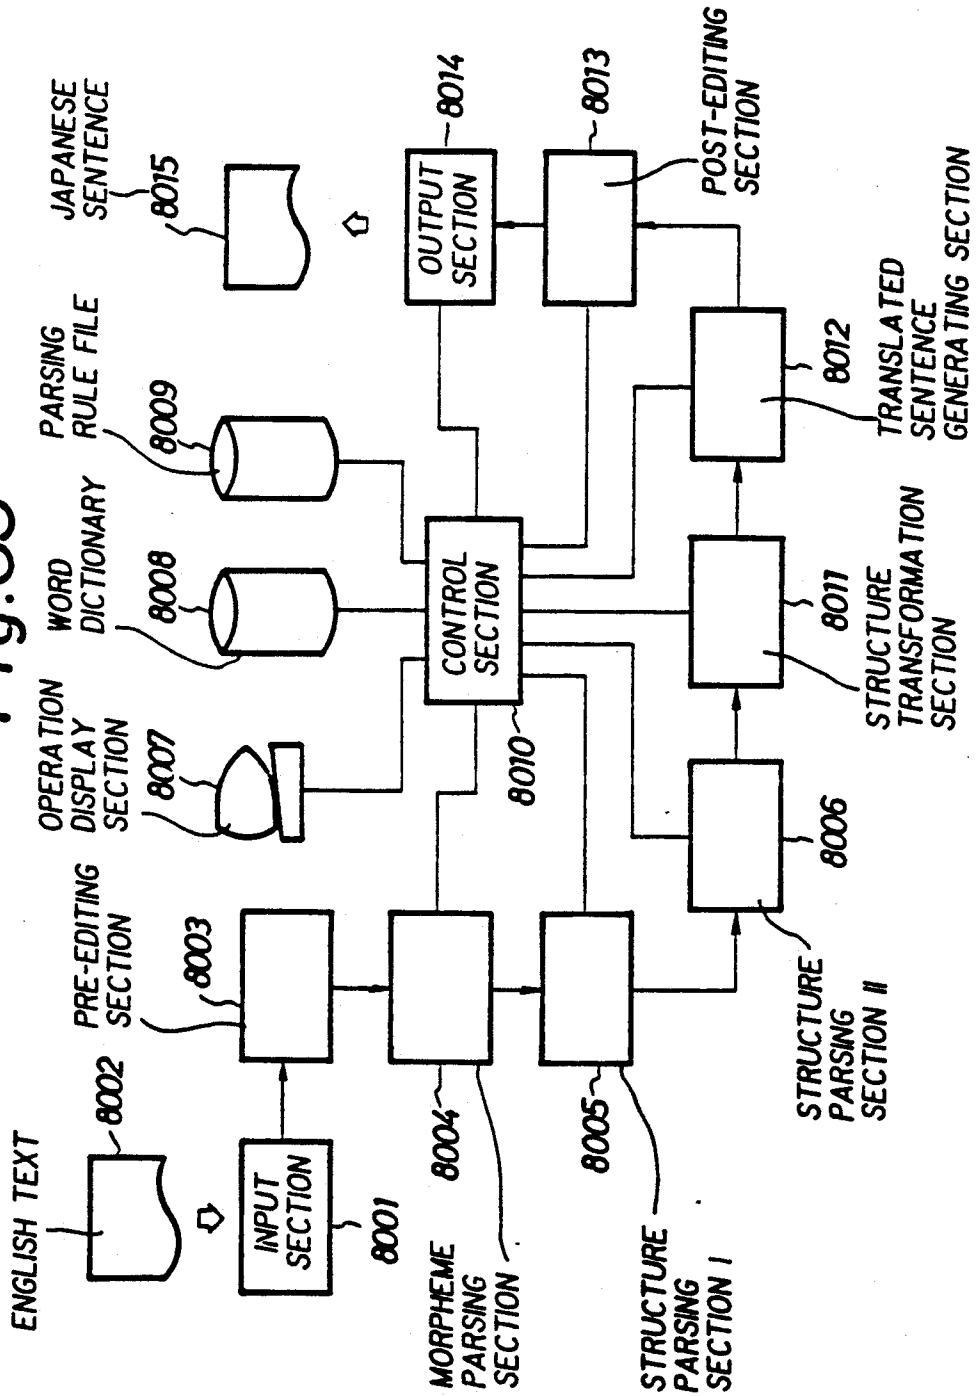 ENGLISH TEXT
8002
INPUT
SECTION
8001
PRE-EDITING
SECTION
8003
MORPHEME
PARSING
SECTION
8004
STRUCTURE
PARSING
SECTION I
8005
STRUCTURE
PARSING
SECTION II
8006
OPERATION
DISPLAY
SECTION
8007
WORD
DICTIONARY
8008
PARSING
RULE FILE
8009
CONTROL
SECTION
8010
STRUCTURE
TRANSFORMATION
SECTION
8011
TRANSLATED
SENTENCE
GENERATING SECTION
8012
POST-EDITING
SECTION
8013
OUTPUT
SECTION
8014
JAPANESE
SENTENCE
8015